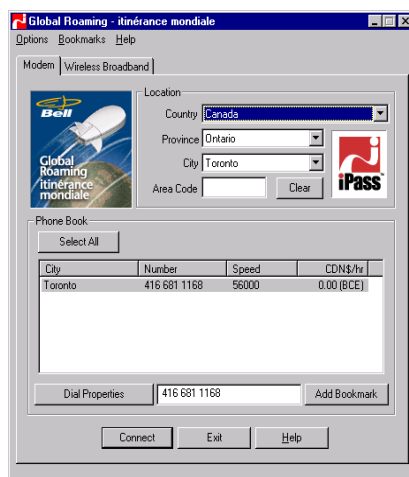 Global Roaming - itinérance mondiale
Options Bookmarks Help
Modem Wireless Broadband
Location
Bell
Global
Roaming
itinérance
mondiale
Country Canada
Province Ontario
City Toronto
Area Code Clear
iPass
Phone Book
Select All
City Number Speed CDN$/hr
Toronto 416 681 1168 56000 0.00 (BCE)
Dial Properties 416 681 1168 Add Bookmark
Connect Exit Help